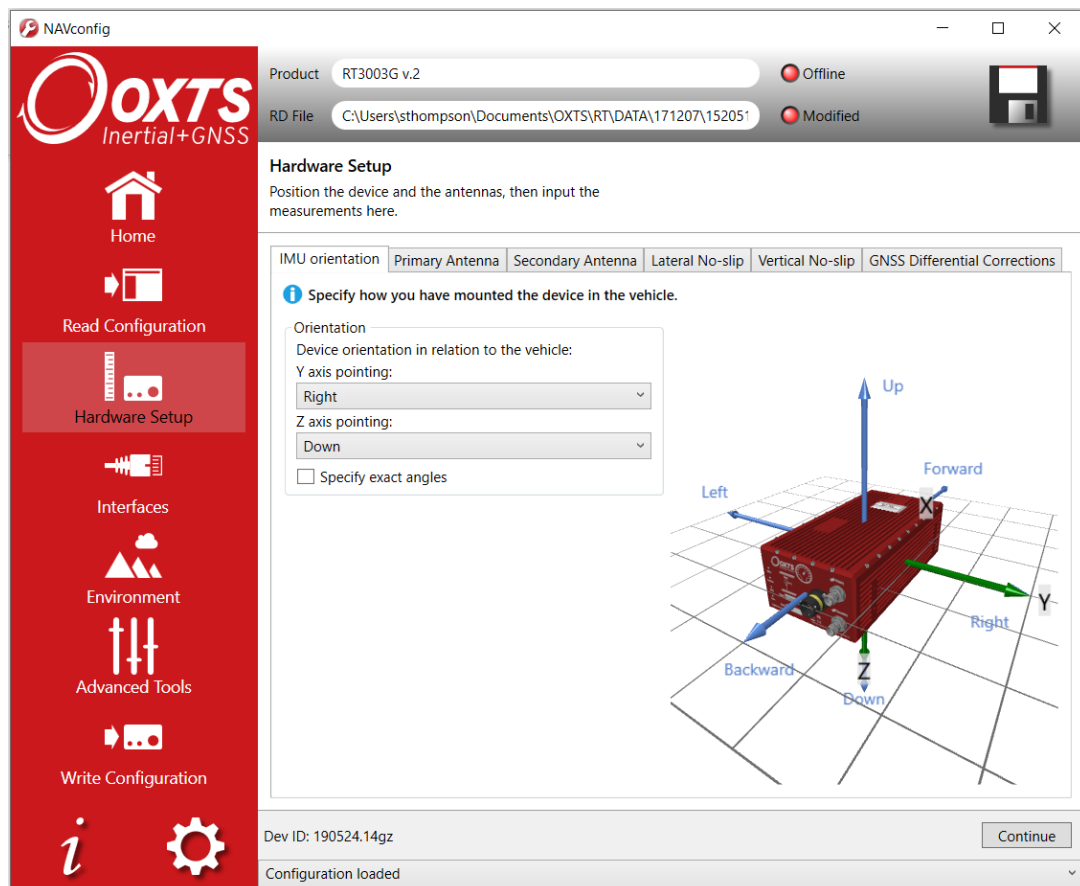 NAVconfig
OXTS
Inertial+GNSS
Product RT3003G v.2 Offline
RD File C:\Users\sthompson\Documents\OXTS\RT\DATA\171207\152051 Modified
Home
Read Configuration
Hardware Setup
Interfaces
Environment
Advanced Tools
Write Configuration
i
Hardware Setup
Position the device and the antennas, then input the
measurements here.
IMU orientation Primary Antenna Secondary Antenna Lateral No-slip Vertical No-slip GNSS Differential Corrections
Specify how you have mounted the device in the vehicle.
Orientation
Device orientation in relation to the vehicle:
Y axis pointing:
Right
Z axis pointing:
Down
Specify exact angles
Up
Forward
Left
X
OXTS
Y
Right
Backward
Z
Down
Dev ID: 190524.14gz
Continue
Configuration loaded